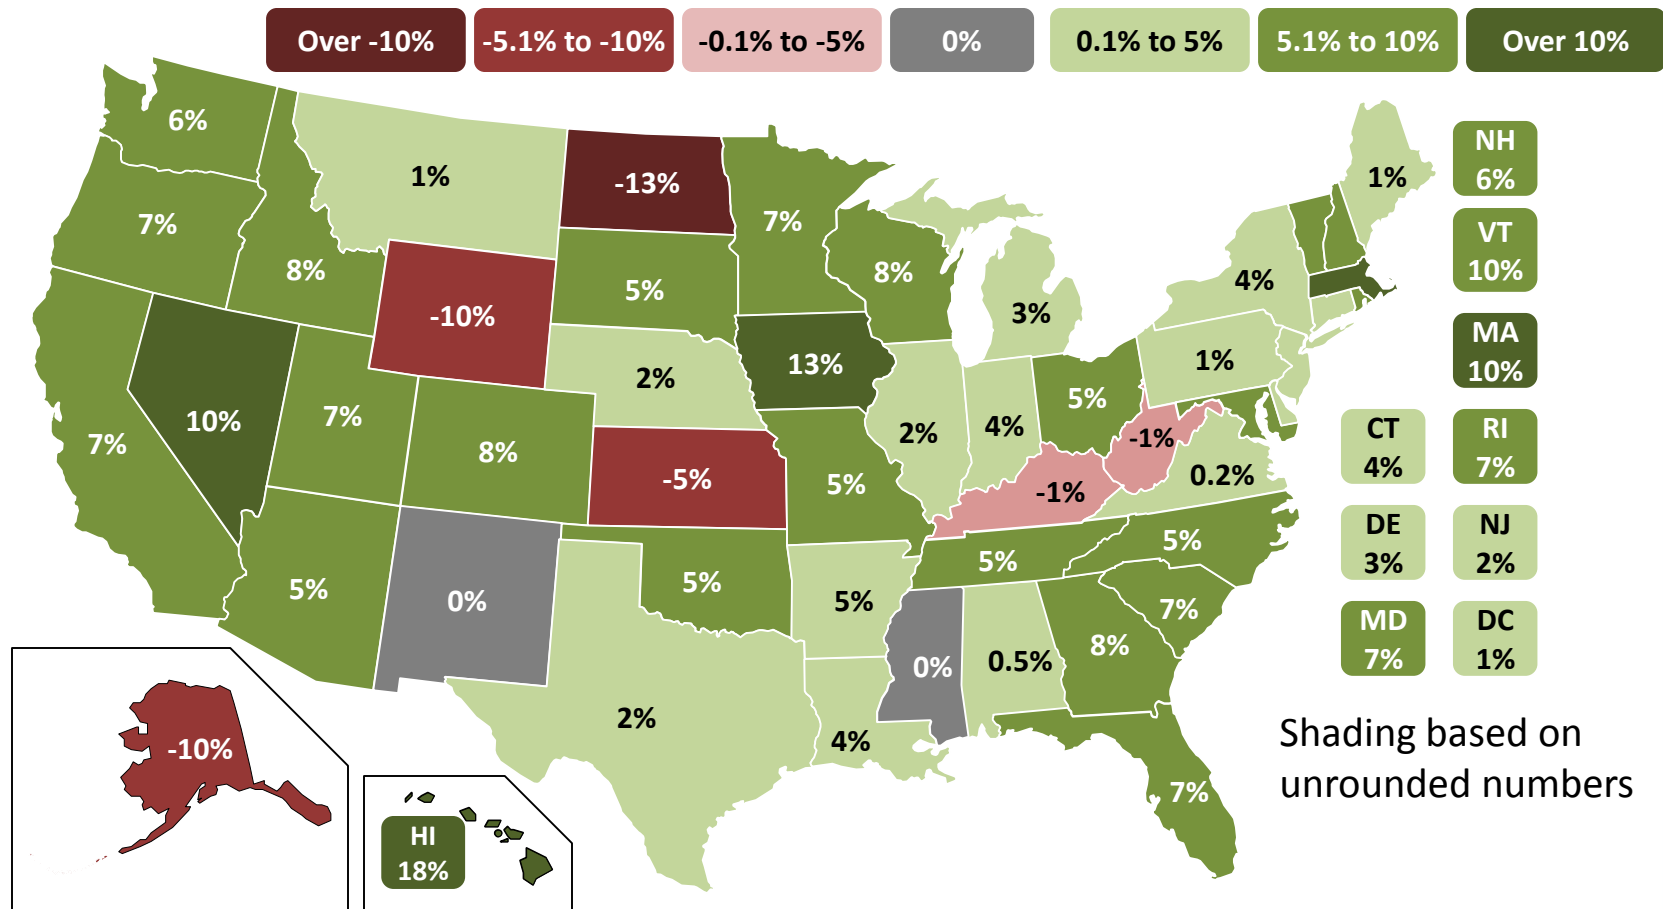 Over -10%
-5.1% to -10%
-0.1% to -5%
0%
0.1% to 5%
5.1% to 10%
Over 10%
6%
1%
-13%
7%
1%
NH
6%
7%
8%
5%
8%
4%
VT
10%
-10%
3%
MA
10%
13%
1%
2%
7%
10%
7%
8%
5%
2%
4%
-1%
CT
4%
RI
7%
-5%
5%
-1%
0.2%
DE
3%
NJ
2%
5%
5%
5%
0%
5%
5%
7%
MD
7%
DC
1%
8%
0%
0.5%
2%
4%
7%
Shading based on
unrounded numbers
-10%
HI
18%